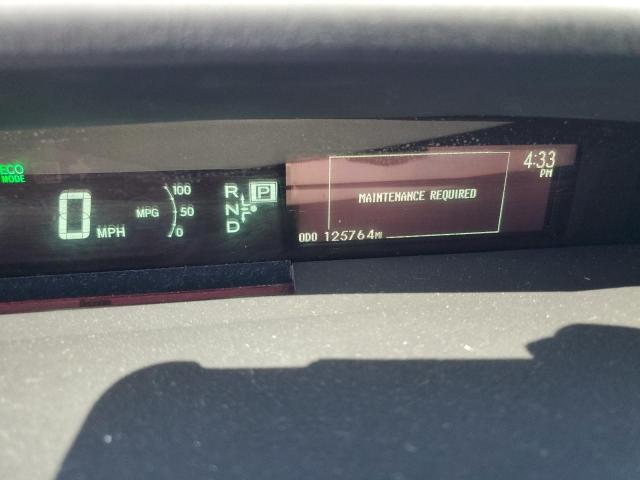 ECO
MODE
0 MPH
MPG
100
50
0
R
N
D
P
4:33
PM
MAINTENANCE REQUIRED
ODO 125764MI